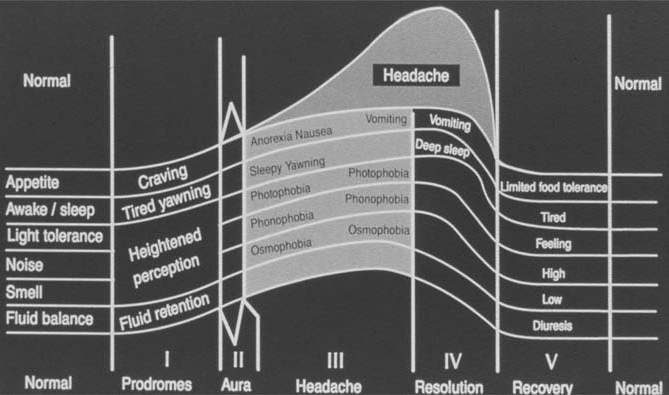 Normal
Headache
Normal
Vomiting
Vomiting
Anorexia Nausea
Deep sleep
Sleepy Yawning
Craving
Photophobia
Appetite
Limited food tolerance
Tired yawning
Photophobia
Phonophobia
Awake / sleep
Tired
Light tolerance
Phonophobia
Osmophobia
Heightened
perception
Feeling
Osmophobia
Noise
High
Smell
Low
Fluid retention
Fluid balance
Diuresis
I
II
III
IV
V
Normal
Prodromes
Aura
Headache
Resolution
Recovery
Normal